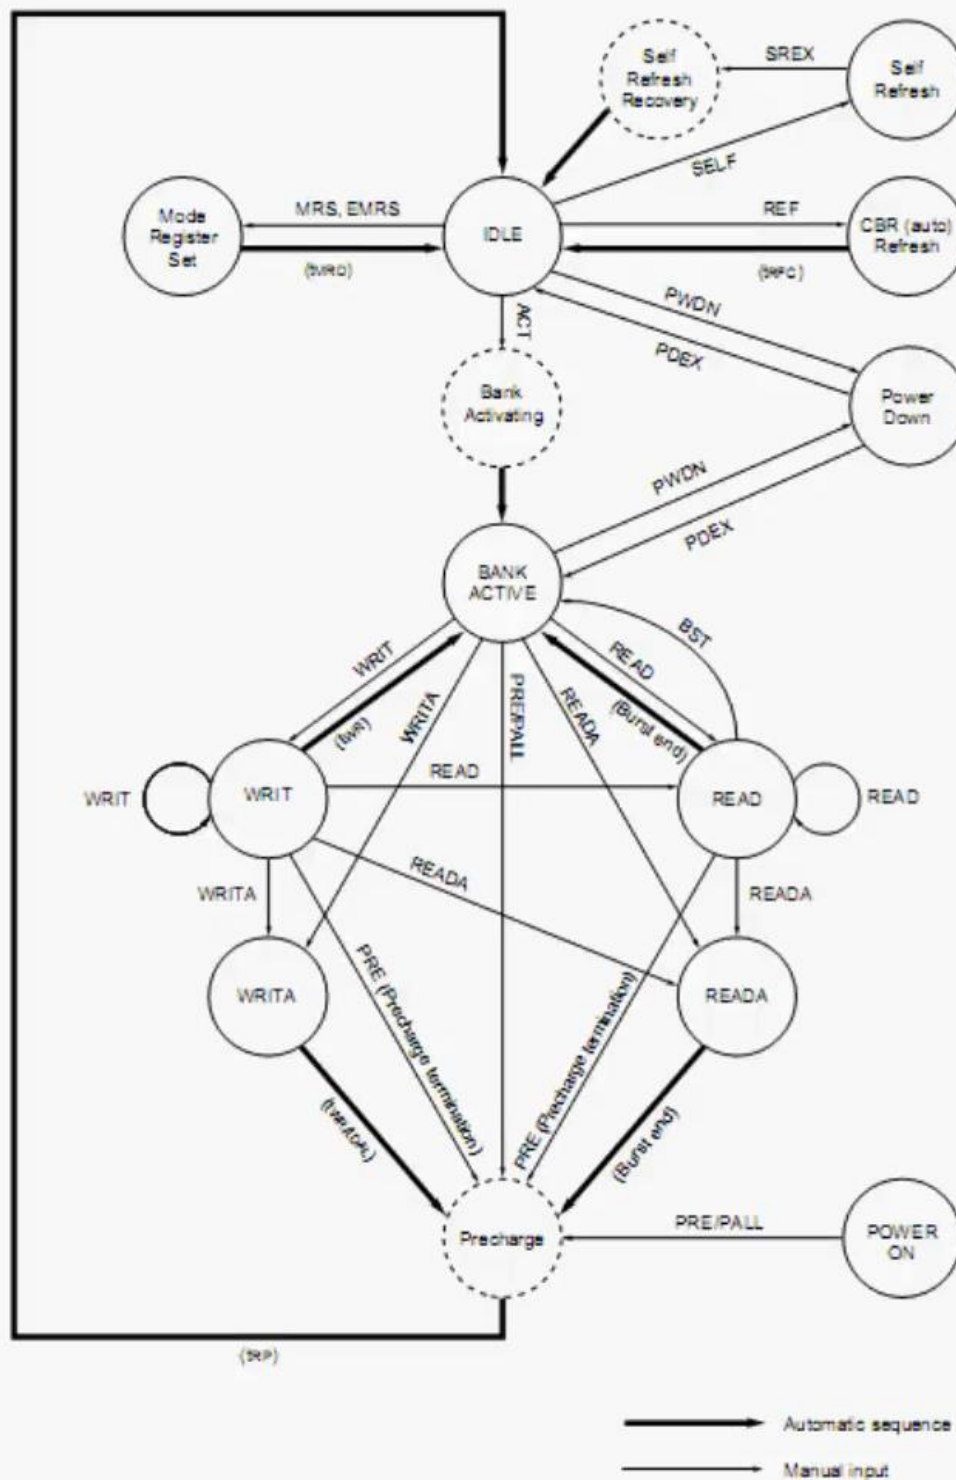 Self
Refresh
Recovery
SREX
Self
Refresh
SELF
Mode
Register
Set
MRS, EMRS
IDLE
REF
CBR (auto)
Refresh
(tMRD)
(tRFC)
ACT
PWDN
PDEX
Bank
Activating
Power
Down
PWDN
PDEX
BANK
ACTIVE
BST
WRIT
READ
(tWR)
WRITA
PRE/PALL
READA
(Burst end)
WRIT
WRIT
READ
READ
READ
READA
WRITA
READA
WRITA
READA
PRE (Precharge termination)
PRE (Precharge termination)
(Burst end)
Precharge
PRE/PALL
POWER
ON
(tRP)
Automatic sequence
Manual input